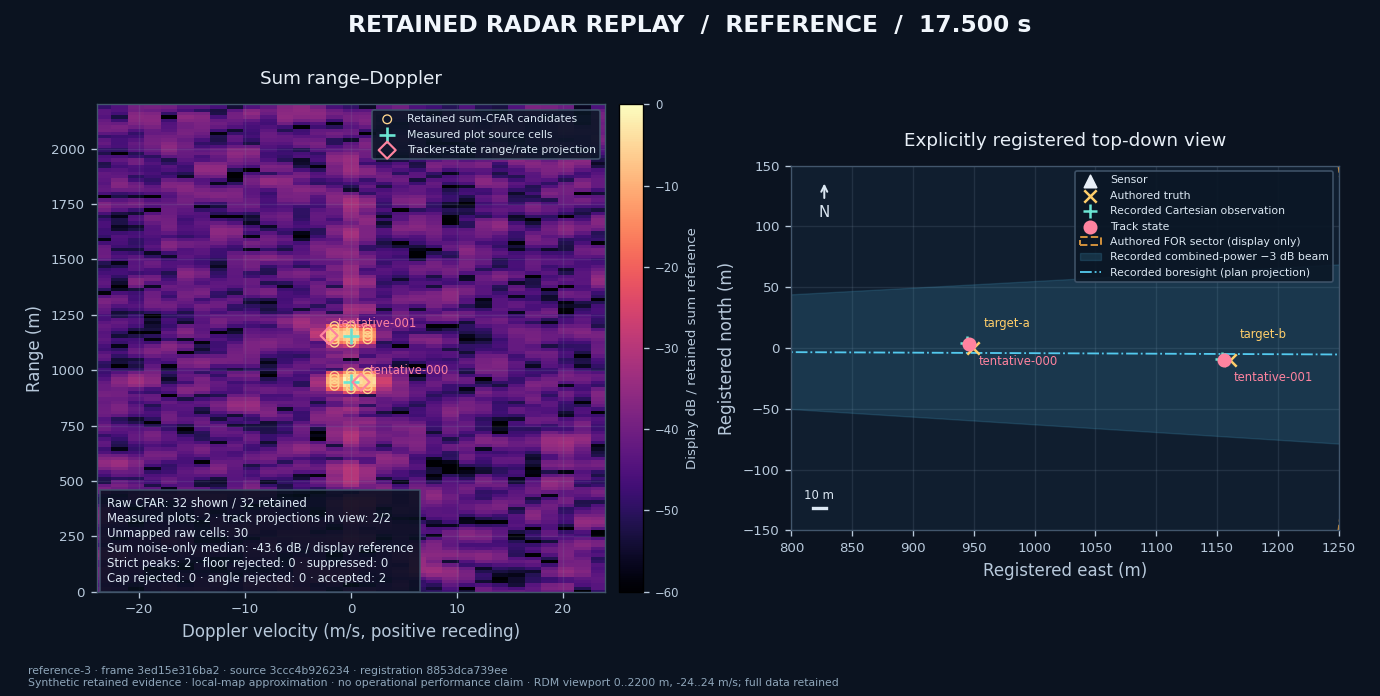 RETAINED RADAR REPLAY / REFERENCE / 17.500 s
Sum range–Doppler
Retained sum-CFAR candidates
Measured plot source cells
Tracker-state range/rate projection
tentative-001
tentative-000
Raw CFAR: 32 shown / 32 retained
Measured plots: 2 · track projections in view: 2/2
Unmapped raw cells: 30
Sum noise-only median: -43.6 dB / display reference
Strict peaks: 2 · floor rejected: 0 · suppressed: 0
Cap rejected: 0 · angle rejected: 0 · accepted: 2
Range (m)
2000
1750
1500
1250
1000
750
500
250
0
−20
−10
0
10
20
Doppler velocity (m/s, positive receding)
0
−10
−20
−30
−40
−50
−60
Display dB / retained sum reference
Explicitly registered top-down view
N
Sensor
Authored truth
Recorded Cartesian observation
Track state
Authored FOR sector (display only)
Recorded combined-power −3 dB beam
Recorded boresight (plan projection)
target-a
tentative-000
target-b
tentative-001
10 m
Registered north (m)
150
100
50
0
−50
−100
−150
800
850
900
950
1000
1050
1100
1150
1200
1250
Registered east (m)
reference-3 · frame 3ed15e316ba2 · source 3ccc4b926234 · registration 8853dca739ee
Synthetic retained evidence · local-map approximation · no operational performance claim · RDM viewport 0..2200 m, -24..24 m/s; full data retained